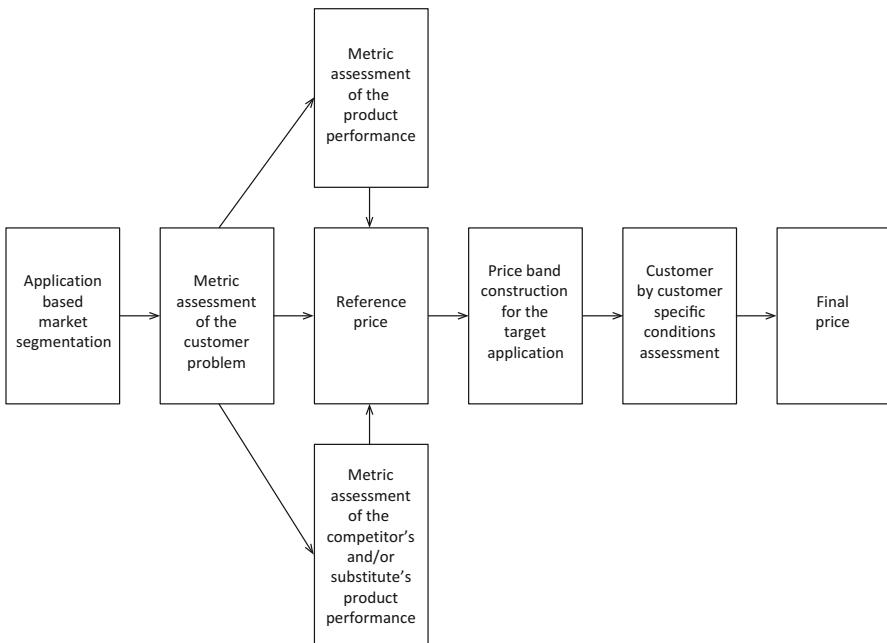 Metric
assessment
of the
product
performance
Application
based
market
segmentation
Metric
assessment
of the
customer
problem
Reference
price
Price band
construction
for the
target
application
Customer
by customer
specific
conditions
assessment
Final
price
Metric
assessment
of the
competitor’s
and/or
substitute’s
product
performance